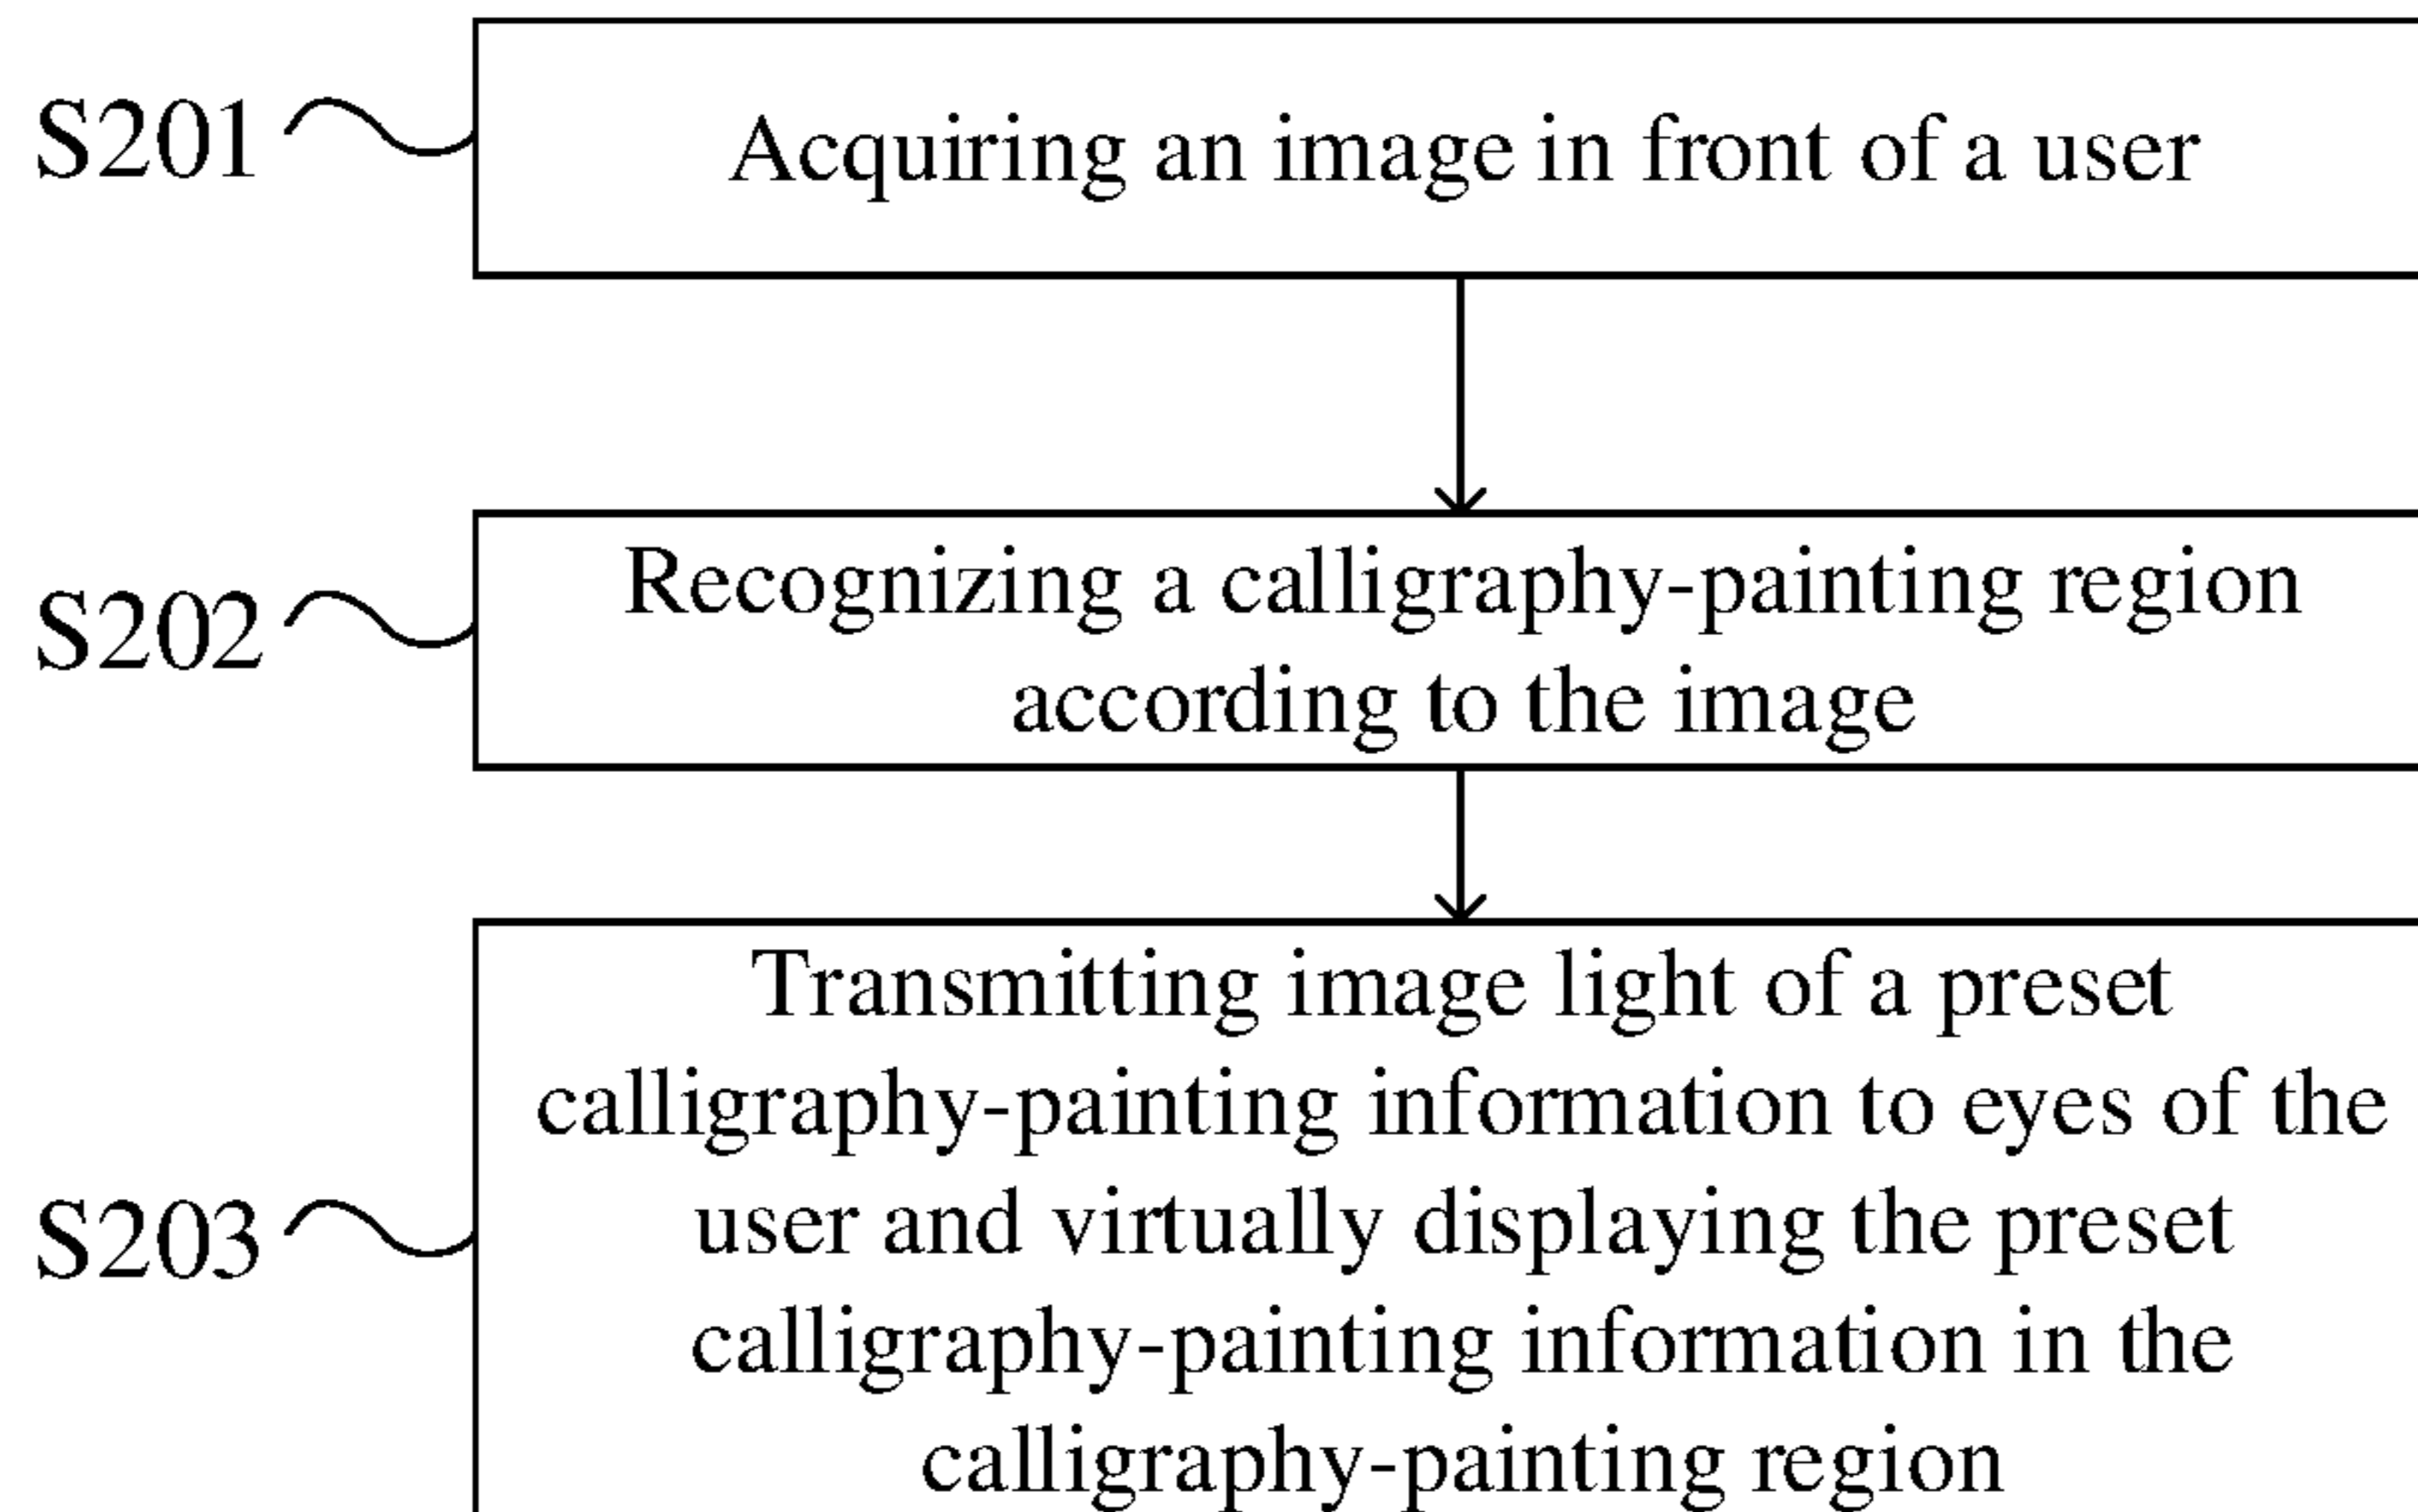 S201
Acquiring an image in front of a user
S202
Recognizing a calligraphy-painting region
according to the image
S203
Transmitting image light of a preset
calligraphy-painting information to eyes of the
user and virtually displaying the preset
calligraphy-painting information in the
calligraphy-painting region